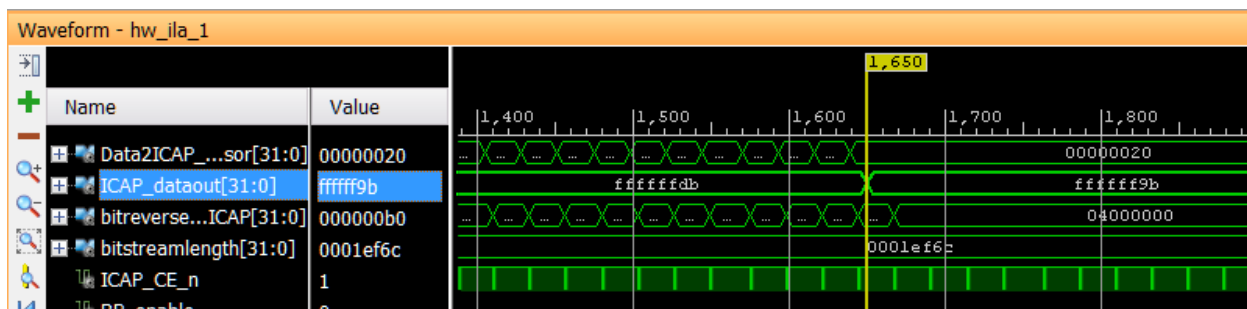 Waveform - hw_ila_1
1,650
Name Value
1,400 1,500 1,600 1,700 1,800
Data2ICAP_...sor[31:0] 00000020 ... ... ... ... ... ... ... ... ... ... 00000020
ICAP_dataout[31:0] ffffff9b ffffffdb ffffff9b
bitreverse...ICAP[31:0] 000000b0 ... ... ... ... ... ... ... ... ... ... ... 04000000
bitstreamlength[31:0] 0001ef6c 0001ef6c
ICAP_CE_n 1